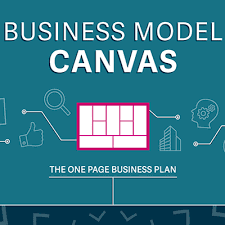 BUSINESS MODEL
CANVAS
THE ONE PAGE BUSINESS PLAN